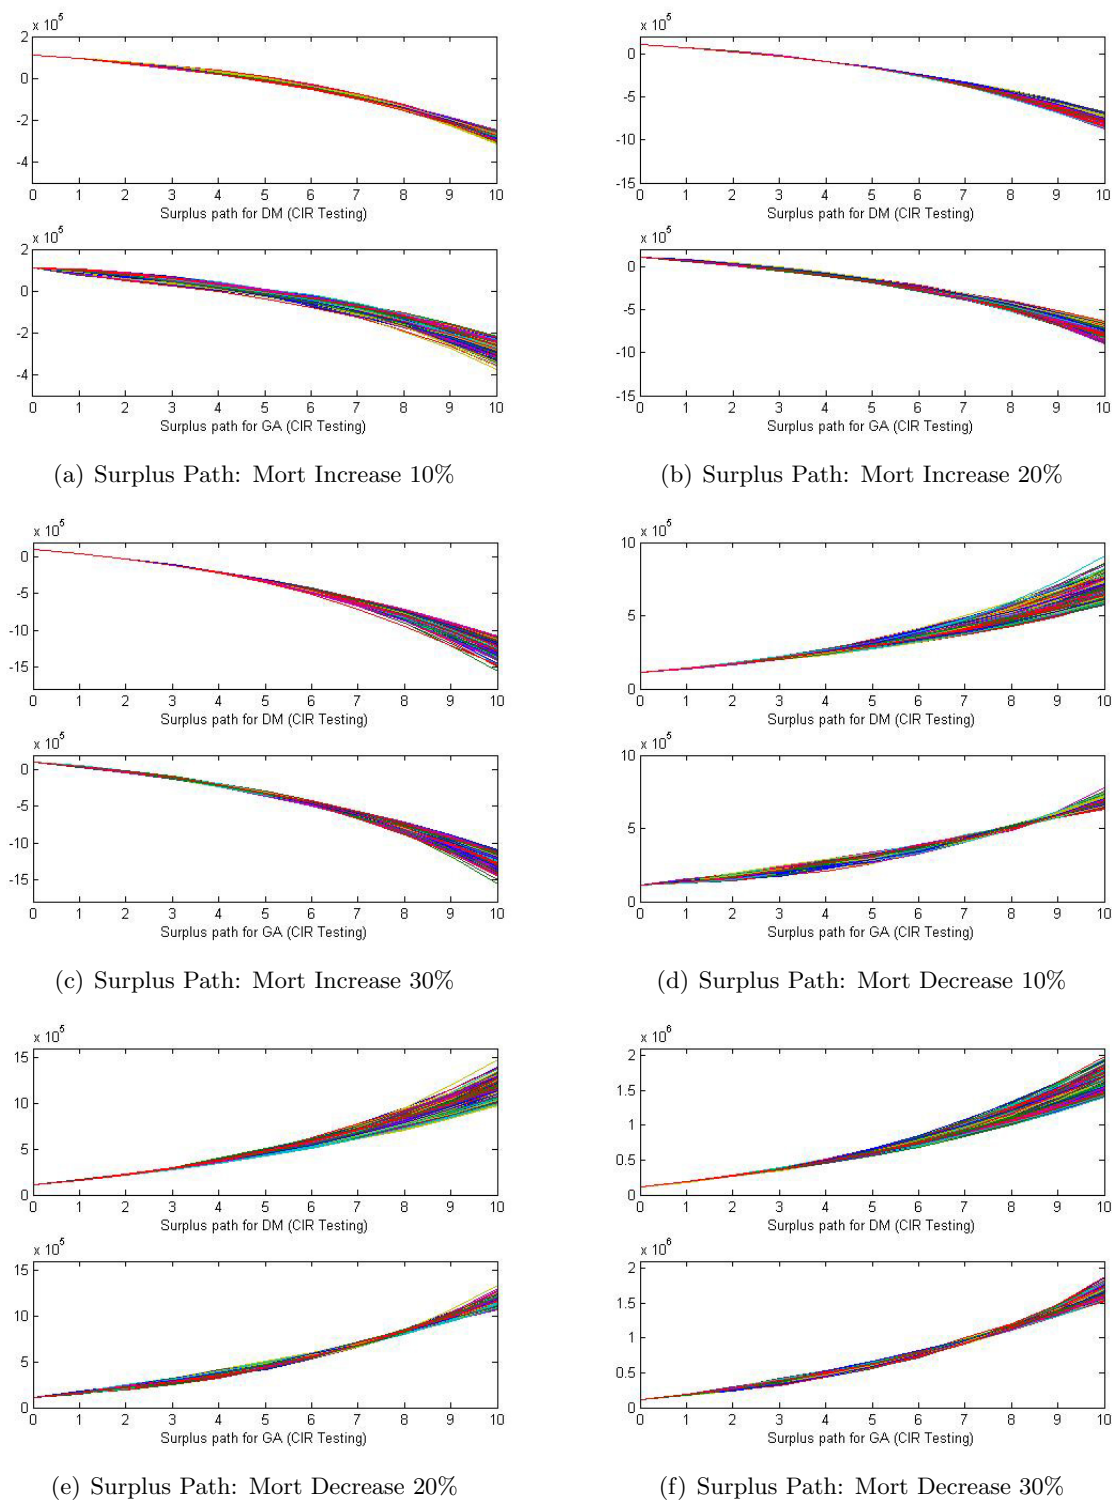 x 10^5
2
0
-2
-4
0 1 2 3 4 5 6 7 8 9 10
Surplus path for DM (CIR Testing)
x 10^5
2
0
-2
-4
0 1 2 3 4 5 6 7 8 9 10
Surplus path for GA (CIR Testing)
(a) Surplus Path: Mort Increase 10%
x 10^5
0
-5
-10
-15
0 1 2 3 4 5 6 7 8 9 10
Surplus path for DM (CIR Testing)
x 10^5
0
-5
-10
-15
0 1 2 3 4 5 6 7 8 9 10
Surplus path for GA (CIR Testing)
(b) Surplus Path: Mort Increase 20%
x 10^5
0
-5
-10
-15
0 1 2 3 4 5 6 7 8 9 10
Surplus path for DM (CIR Testing)
x 10^5
0
-5
-10
-15
0 1 2 3 4 5 6 7 8 9 10
Surplus path for GA (CIR Testing)
(c) Surplus Path: Mort Increase 30%
x 10^5
10
5
0
0 1 2 3 4 5 6 7 8 9 10
Surplus path for DM (CIR Testing)
x 10^5
10
5
0
0 1 2 3 4 5 6 7 8 9 10
Surplus path for GA (CIR Testing)
(d) Surplus Path: Mort Decrease 10%
x 10^5
15
10
5
0
0 1 2 3 4 5 6 7 8 9 10
Surplus path for DM (CIR Testing)
x 10^5
15
10
5
0
0 1 2 3 4 5 6 7 8 9 10
Surplus path for GA (CIR Testing)
(e) Surplus Path: Mort Decrease 20%
x 10^6
2
1.5
1
0.5
0
0 1 2 3 4 5 6 7 8 9 10
Surplus path for DM (CIR Testing)
x 10^6
2
1.5
1
0.5
0
0 1 2 3 4 5 6 7 8 9 10
Surplus path for GA (CIR Testing)
(f) Surplus Path: Mort Decrease 30%